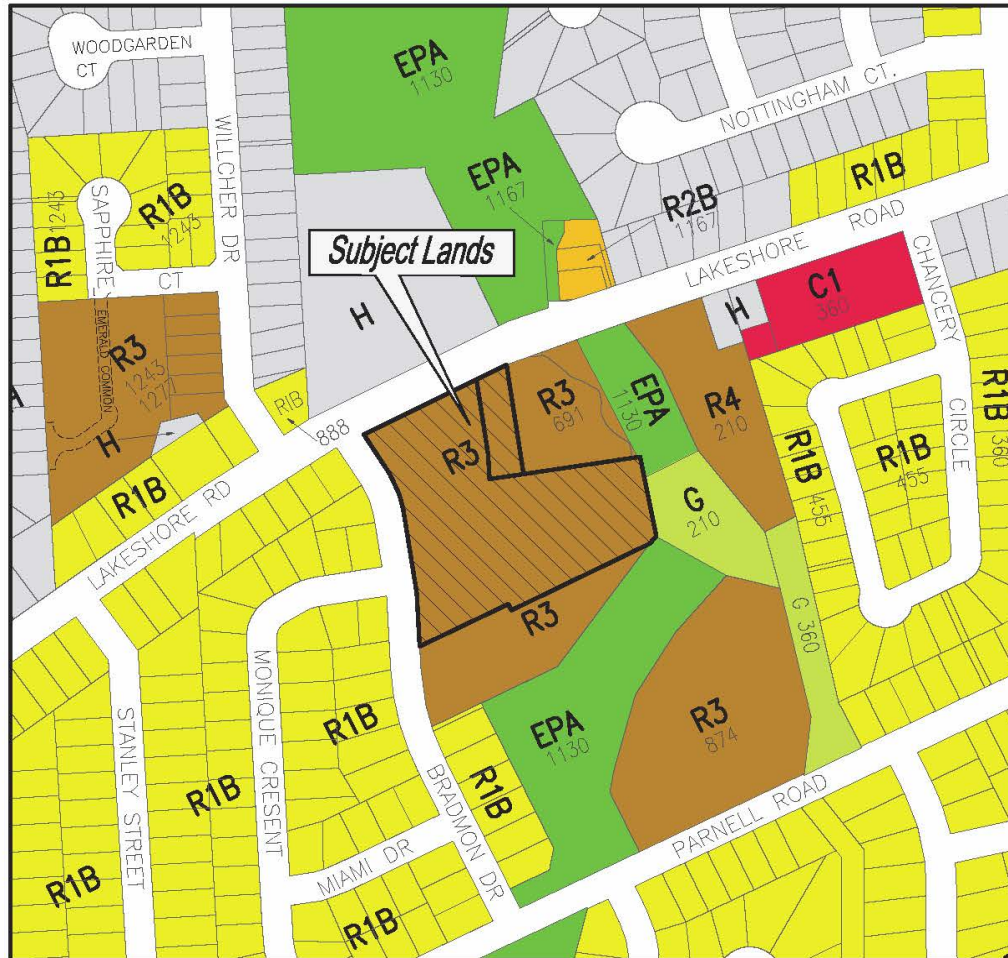 WOODGARDEN
CT
EPA
1130
NOTTINGHAM CT.
WILLCHER DR
EPA
1167
R1B
1243
R1B
1243
SAPPHIRE
CT
R2B
1167
R1B
LAKESHORE ROAD
Subject Lands
H
H
C1
360
CHANCERY
CIRCLE
EMERALD COMMON
R3
1243
1277
H
H
R1B
888
R3
691
EPA
1130
R4
210
R3
R1B
455
R1B
455
R1B
360
R1B
LAKESHORE RD
G
210
G 360
R3
MONIQUE CRESENT
STANLEY STREET
R1B
R1B
EPA
1130
R3
874
BRADMON DR
R1B
PARNELL ROAD
MIAMI DR
R1B
R1B